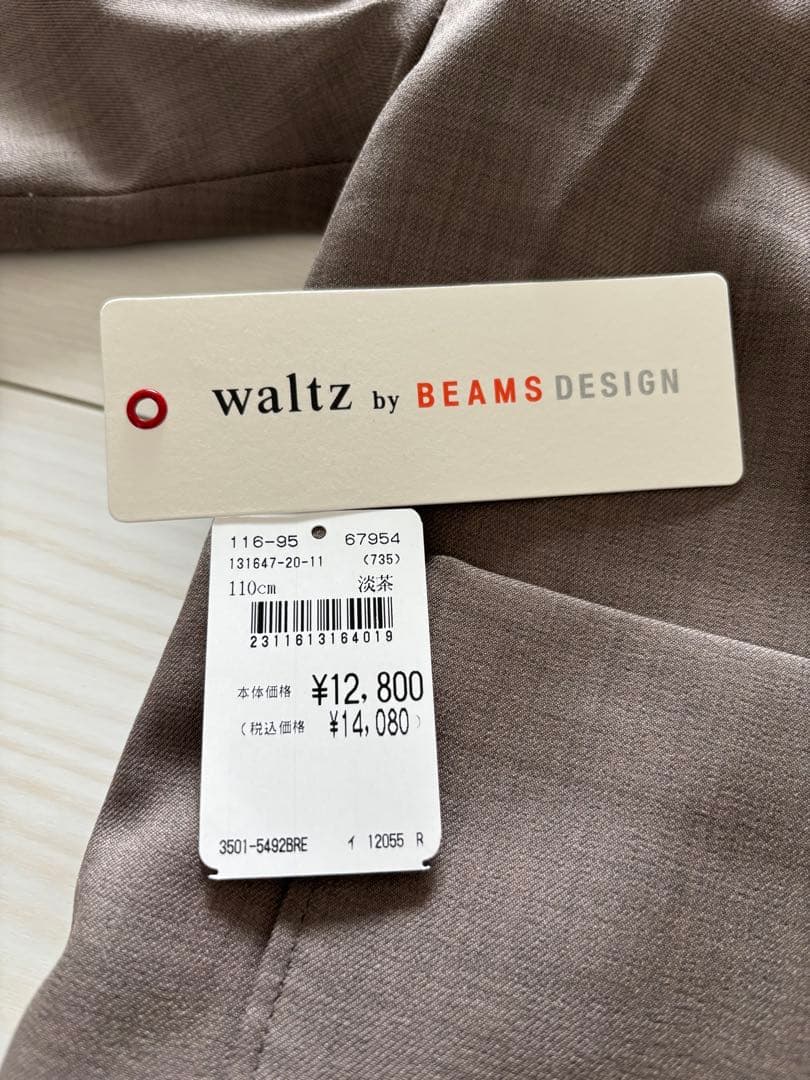 waltz by BEAMS DESIGN
116-95 67954
131647-20-11 (735)
110cm 淡茶
2311613164019
本体価格 ¥12,800
(税込価格 ¥14,080)
3501-5492BRE イ 12055 R